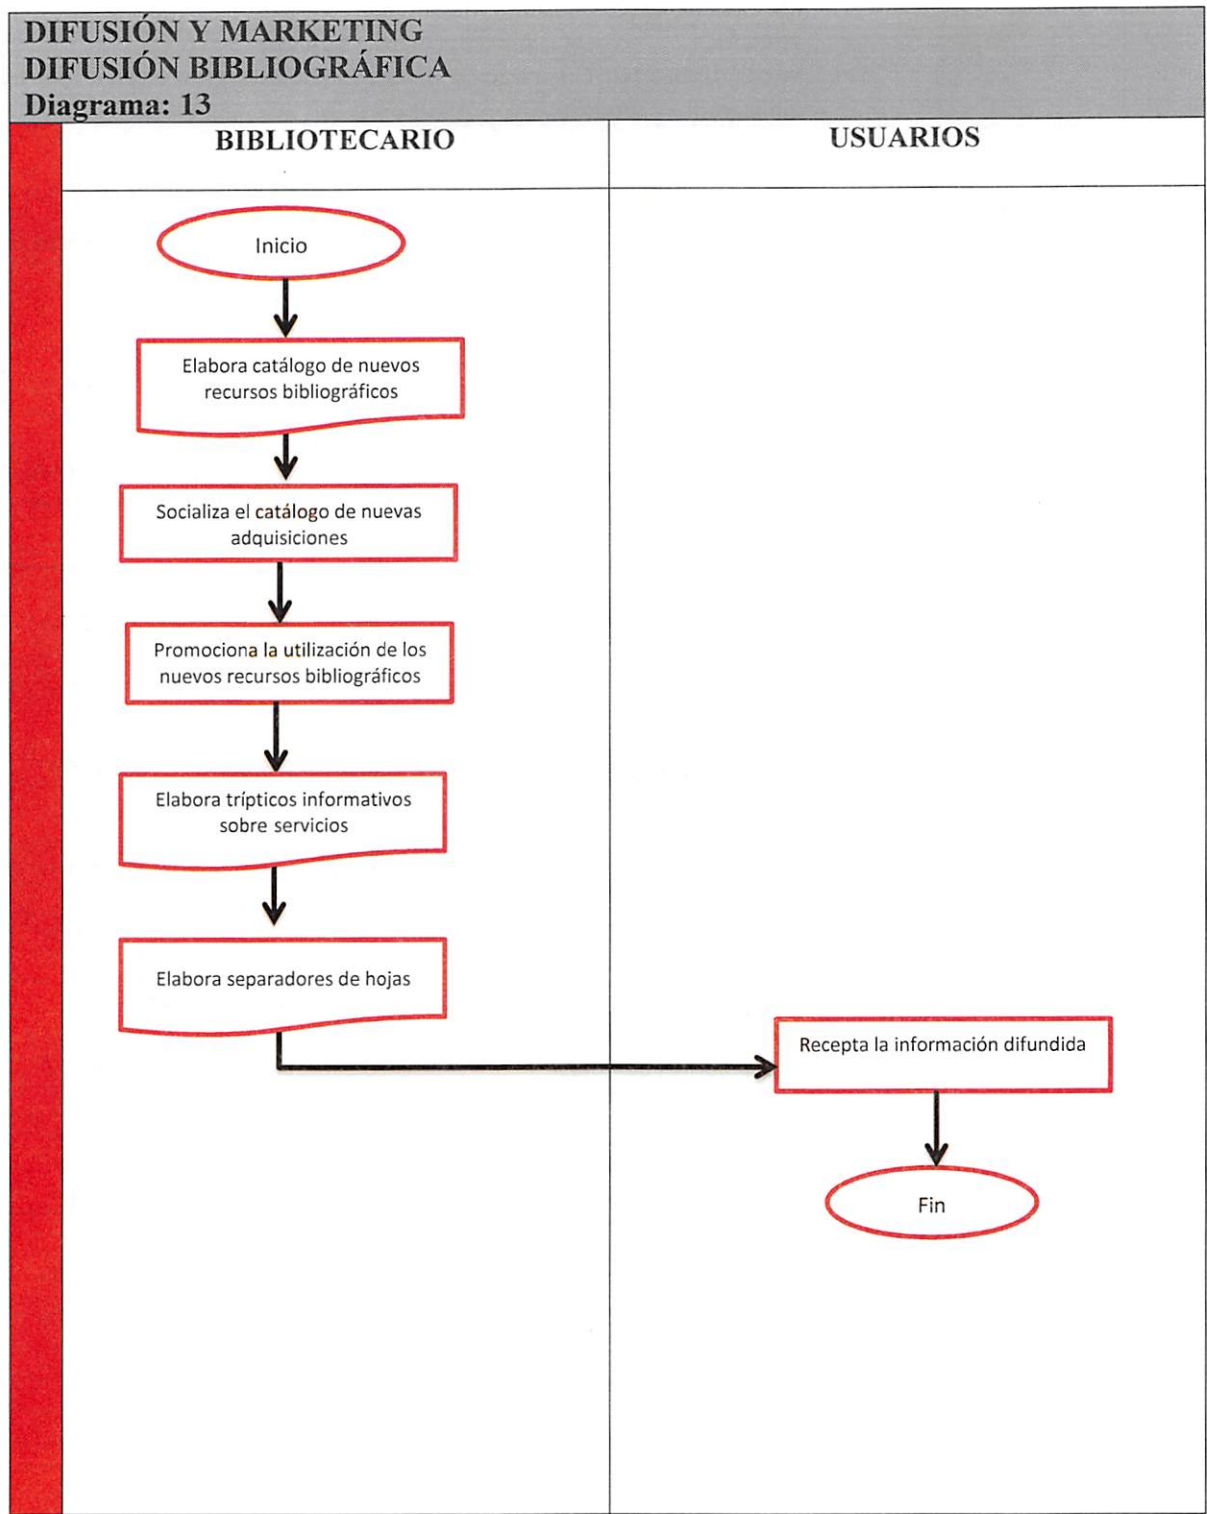 DIFUSIÓN Y MARKETING
DIFUSIÓN BIBLIOGRÁFICA
Diagrama: 13
BIBLIOTECARIO
USUARIOS
Inicio
Elabora catálogo de nuevos
recursos bibliográficos
Socializa el catálogo de nuevas
adquisiciones
Promociona la utilización de los
nuevos recursos bibliográficos
Elabora trípticos informativos
sobre servicios
Elabora separadores de hojas
Recepta la información difundida
Fin